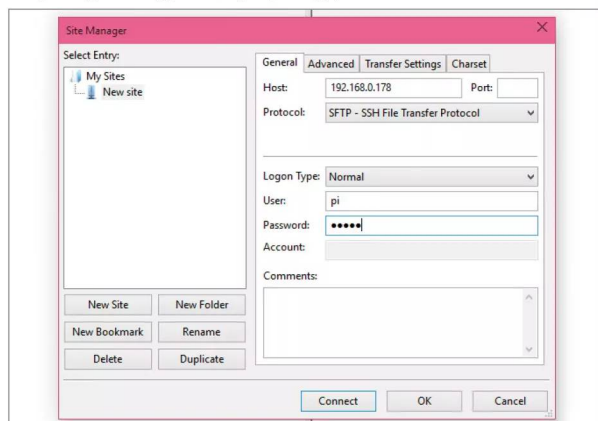 Site Manager
Select Entry:
My Sites
New site
New Site
New Folder
New Bookmark
Rename
Delete
Duplicate
General
Advanced
Transfer Settings
Charset
Host:
192.168.0.178
Port:
Protocol:
SFTP - SSH File Transfer Protocol
Logon Type:
Normal
User:
pi
Password:
●●●●●
Account:
Comments:
Connect
OK
Cancel